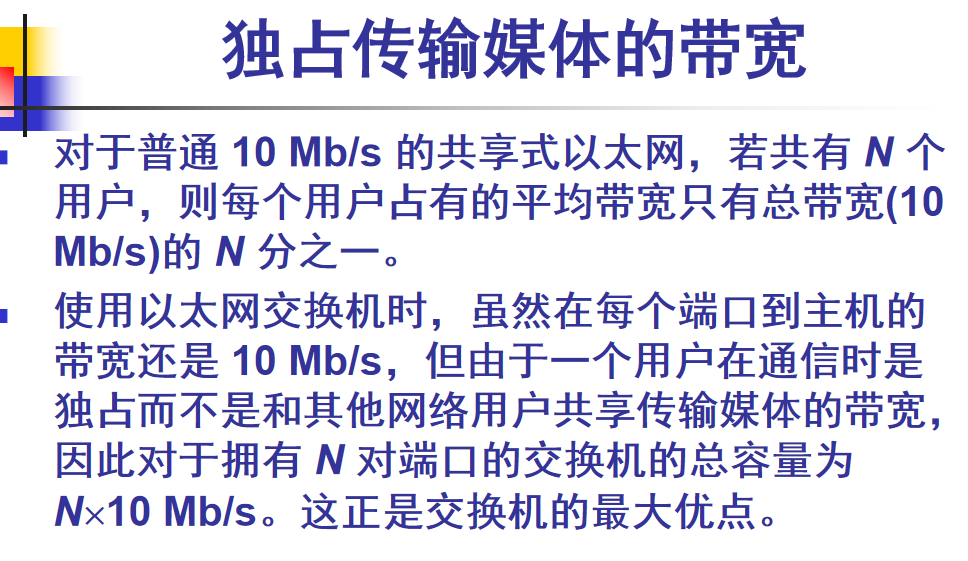 独占传输媒体的带宽
对于普通 10 Mb/s 的共享式以太网，若共有 N 个
用户，则每个用户占有的平均带宽只有总带宽(10
Mb/s)的 N 分之一。
使用以太网交换机时，虽然在每个端口到主机的
带宽还是 10 Mb/s，但由于一个用户在通信时是
独占而不是和其他网络用户共享传输媒体的带宽，
因此对于拥有 N 对端口的交换机的总容量为
N×10 Mb/s。这正是交换机的最大优点。